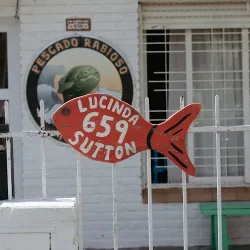 PESCADO RABIOSO
LUCINDA
659
SUTTON